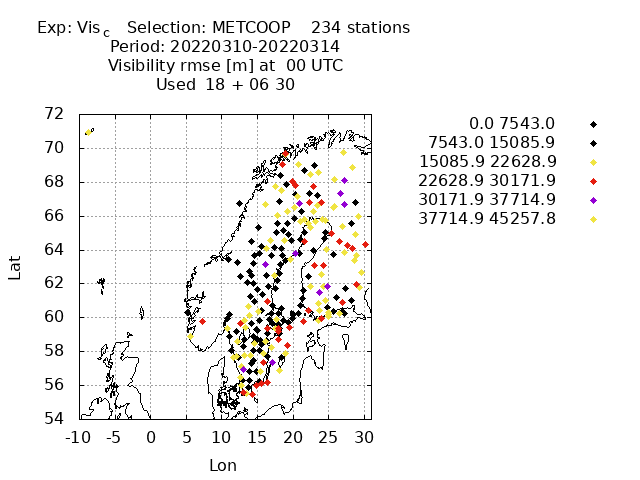 Exp: Vis c Selection: METCOOP 234 stations
Period: 20220310-20220314
Visibility rmse [m] at 00 UTC
Used 18 + 06 30
0.0 7543.0
7543.0 15085.9
15085.9 22628.9
22628.9 30171.9
30171.9 37714.9
37714.9 45257.8
72
70
68
66
64
62
60
58
56
54
Lat
-10 -5 0 5 10 15 20 25 30
Lon